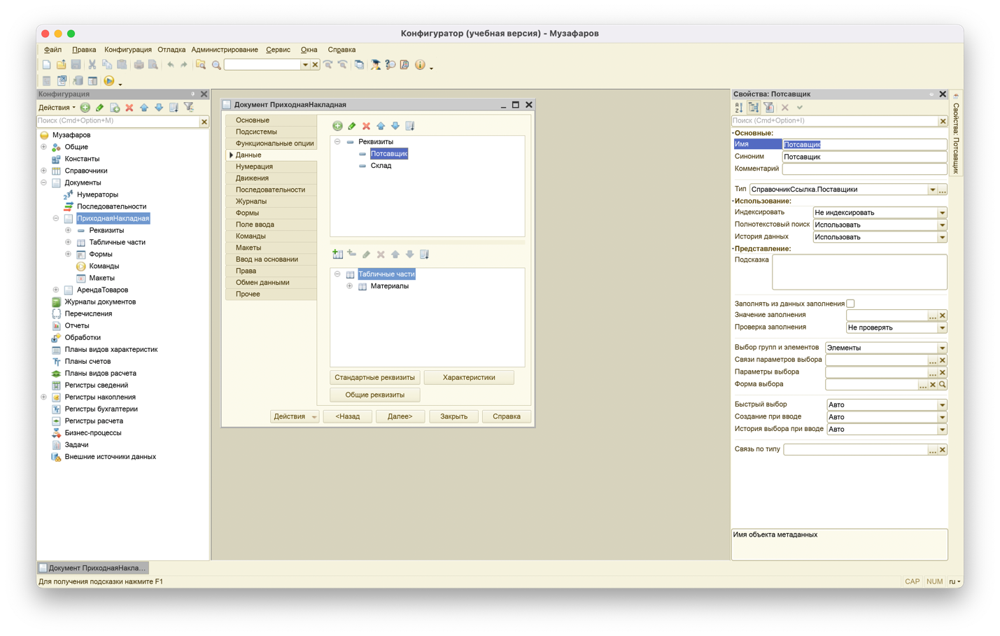 Конфигуратор (учебная версия) - Музафаров
Файл Правка Конфигурация Отладка Администрирование Сервис Окна Справка
Конфигурация
Действия
Поиск (Cmd+Option+M)
Музафаров
Общие
Константы
Справочники
Документы
Нумераторы
Последовательности
ПриходнаяНакладная
Реквизиты
Табличные части
Формы
Команды
Макеты
АрендаТоваров
Журналы документов
Перечисления
Отчеты
Обработки
Планы видов характеристик
Планы счетов
Планы видов расчета
Регистры сведений
Регистры накопления
Регистры бухгалтерии
Регистры расчета
Бизнес-процессы
Задачи
Внешние источники данных
Документ ПриходнаяНакладная
Основные
Подсистемы
Функциональные опции
Данные
Нумерация
Движения
Последовательности
Журналы
Формы
Поле ввода
Команды
Макеты
Ввод на основании
Права
Обмен данными
Прочее
Реквизиты
Потсавщик
Склад
Табличные части
Материалы
Стандартные реквизиты Характеристики
Общие реквизиты
Действия <Назад Далее> Закрыть Справка
Свойства: Потсавщик
Поиск (Cmd+Option+I)
Основные:
Имя Потсавщик
Синоним Потсавщик
Комментарий
Тип СправочникСсылка.Поставщики
Использование:
Индексировать Не индексировать
Полнотекстовый поиск Использовать
История данных Использовать
Представление:
Подсказка
Заполнять из данных заполнения
Значение заполнения
Проверка заполнения Не проверять
Выбор групп и элементов Элементы
Связи параметров выбора
Параметры выбора
Форма выбора
Быстрый выбор Авто
Создание при вводе Авто
История выбора при вводе Авто
Связь по типу
Имя объекта метаданных
Свойства: Потсавщик
Документ ПриходнаяНакла...
Для получения подсказки нажмите F1
CAP NUM ru